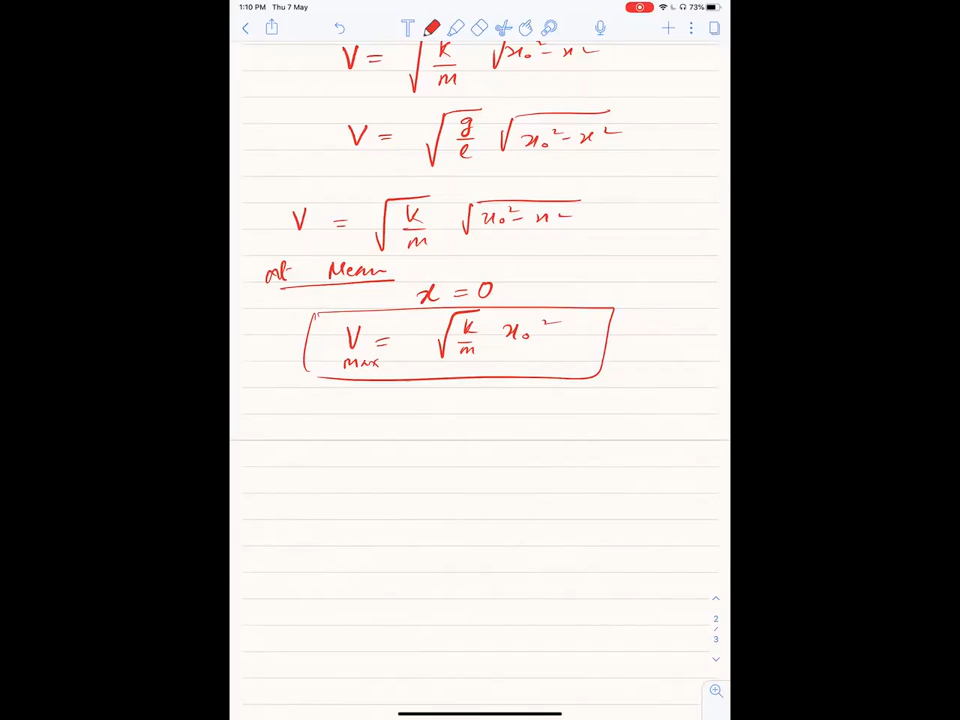 1:10 PM Thu 7 May
73%
V = √(k/m) √(x₀² - x²)
V = √(g/l) √(x₀² - x²)
V = √(k/m) √(x₀² - x²)
At Mean
x = 0
V max = √(k/m) x₀²
2
/
3